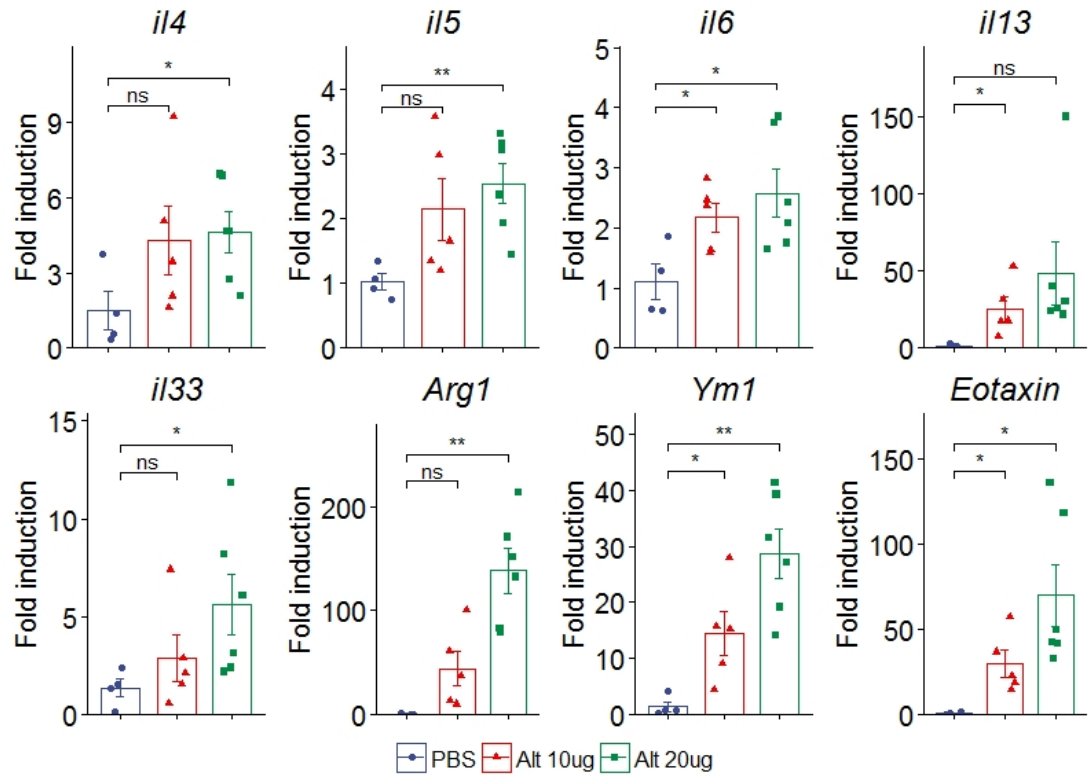 il4
il5
il6
il13
Fold induction
9
6
3
0
*
ns
Fold induction
5
4
3
2
1
0
**
ns
Fold induction
5
4
3
2
1
0
*
*
Fold induction
150
100
50
0
ns
*
il33
Arg1
Ym1
Eotaxin
Fold induction
15
10
5
0
*
ns
Fold induction
200
100
0
**
ns
Fold induction
50
40
30
20
10
0
**
*
Fold induction
150
100
50
0
*
*
PBS Alt 10ug Alt 20ug